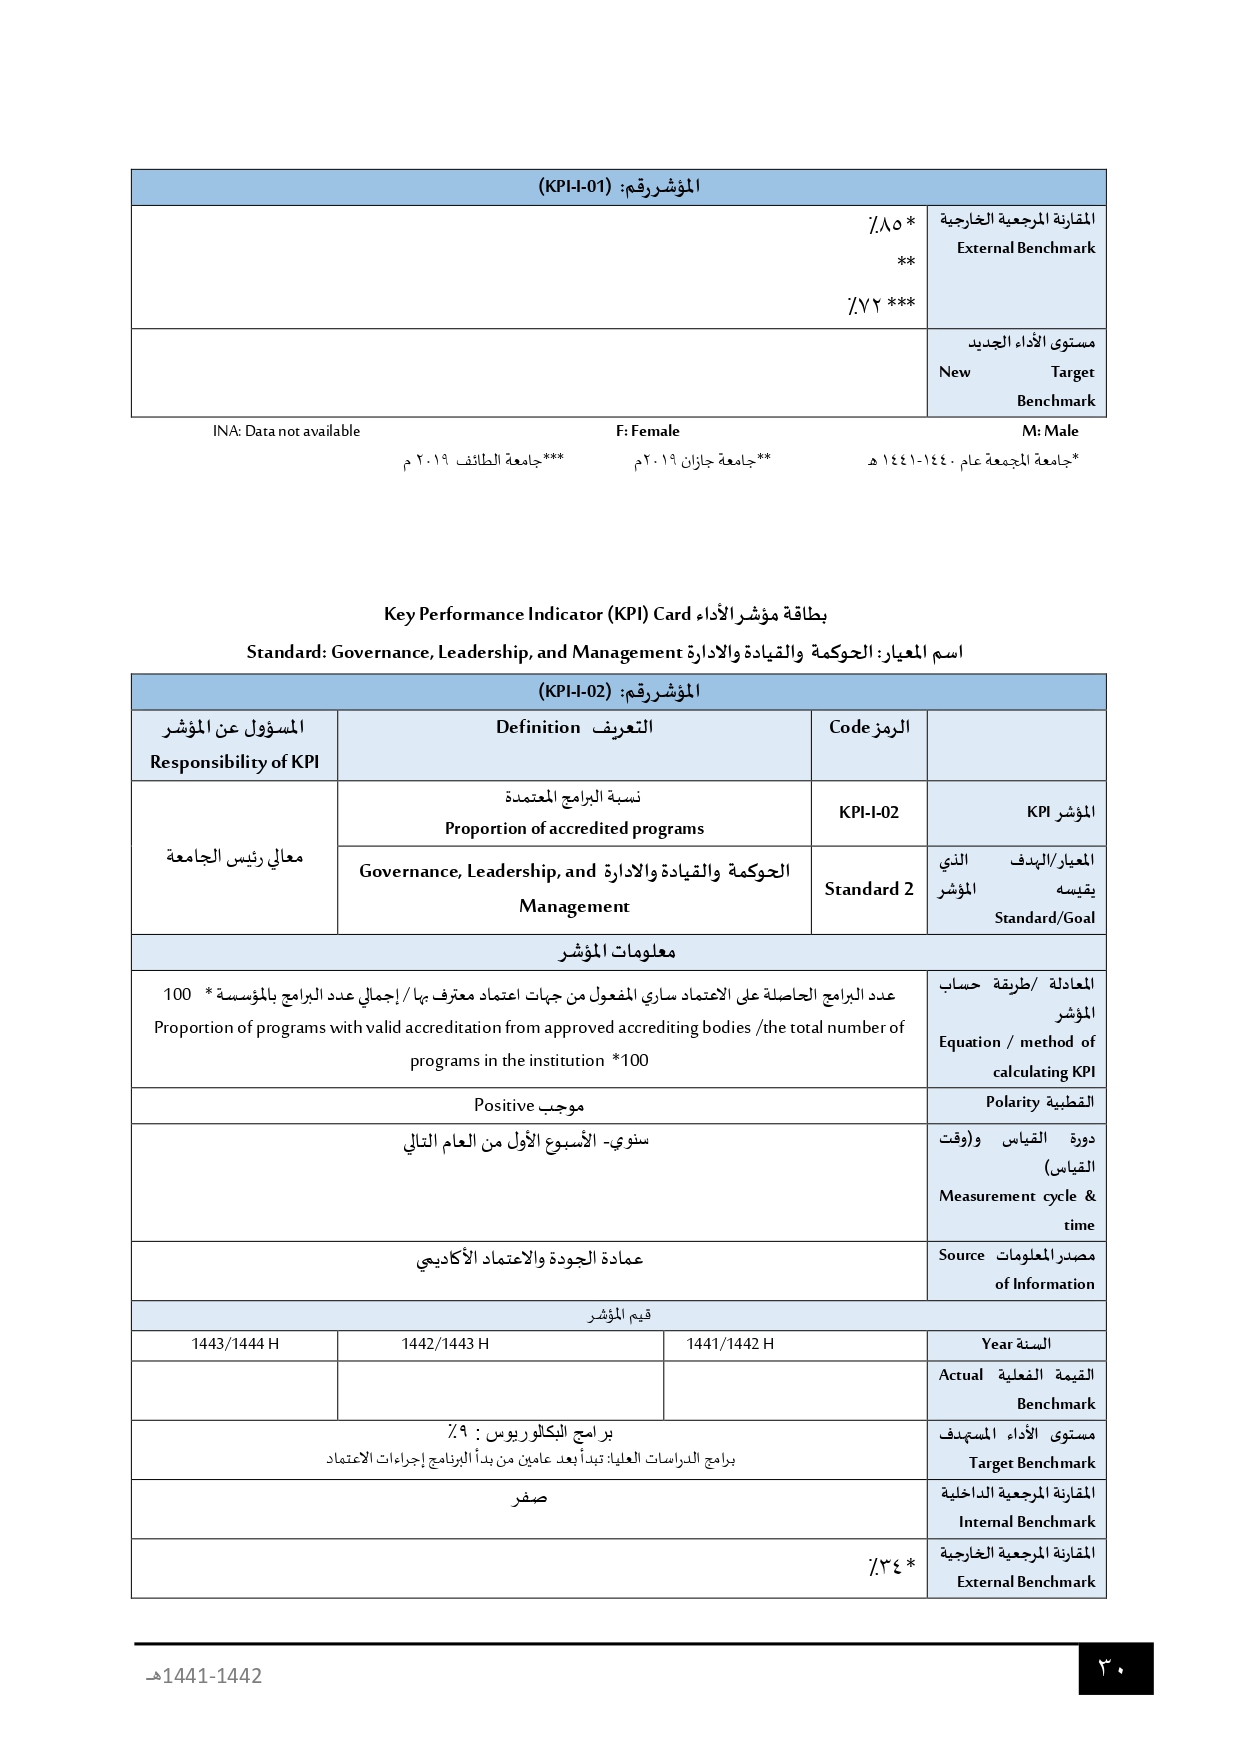 المؤشر رقم: (KPI-I-01)
المقارنة المرجعية الخارجية
External Benchmark
* ٨٥٪
**
*** ٧٢٪
مستوى الأداء الجديد
New Target
Benchmark
M: Male F: Female INA: Data not available
*جامعة المجمعة عام ١٤٤٠-١٤٤١ هـ **جامعة جازان ٢٠١٩م ***جامعة الطائف ٢٠١٩ م
بطاقة مؤشر الأداء Key Performance Indicator (KPI) Card
اسم المعيار: الحوكمة والقيادة والادارة Standard: Governance, Leadership, and Management
المؤشر رقم: (KPI-I-02)
الرمز Code
التعريف Definition
المسؤول عن المؤشر
Responsibility of KPI
المؤشر KPI
KPI-I-02
نسبة البرامج المعتمدة
Proportion of accredited programs
معالي رئيس الجامعة
المعيار/الهدف الذي
يقيسه المؤشر
Standard/Goal
Standard 2
الحوكمة والقيادة والادارة Governance, Leadership, and
Management
معلومات المؤشر
المعادلة /طريقة حساب
المؤشر
Equation / method of
calculating KPI
عدد البرامج الحاصلة على الاعتماد ساري المفعول من جهات اعتماد معترف بها / إجمالي عدد البرامج بالمؤسسة * 100
Proportion of programs with valid accreditation from approved accrediting bodies /the total number of
programs in the institution *100
القطبية Polarity
موجب Positive
دورة القياس و(وقت
القياس)
Measurement cycle &
time
سنوي- الأسبوع الأول من العام التالي
مصدر المعلومات Source
of Information
عمادة الجودة والاعتماد الأكاديمي
قيم المؤشر
السنة Year
1441/1442 H
1442/1443 H
1443/1444 H
القيمة الفعلية Actual
Benchmark
مستوى الأداء المستهدف
Target Benchmark
برامج البكالوريوس : ٩٪
برامج الدراسات العليا: تبدأ بعد عامين من بدأ البرنامج إجراءات الاعتماد
المقارنة المرجعية الداخلية
Internal Benchmark
صفر
المقارنة المرجعية الخارجية
External Benchmark
* ٣٤٪
1441-1442هـ
٣٠